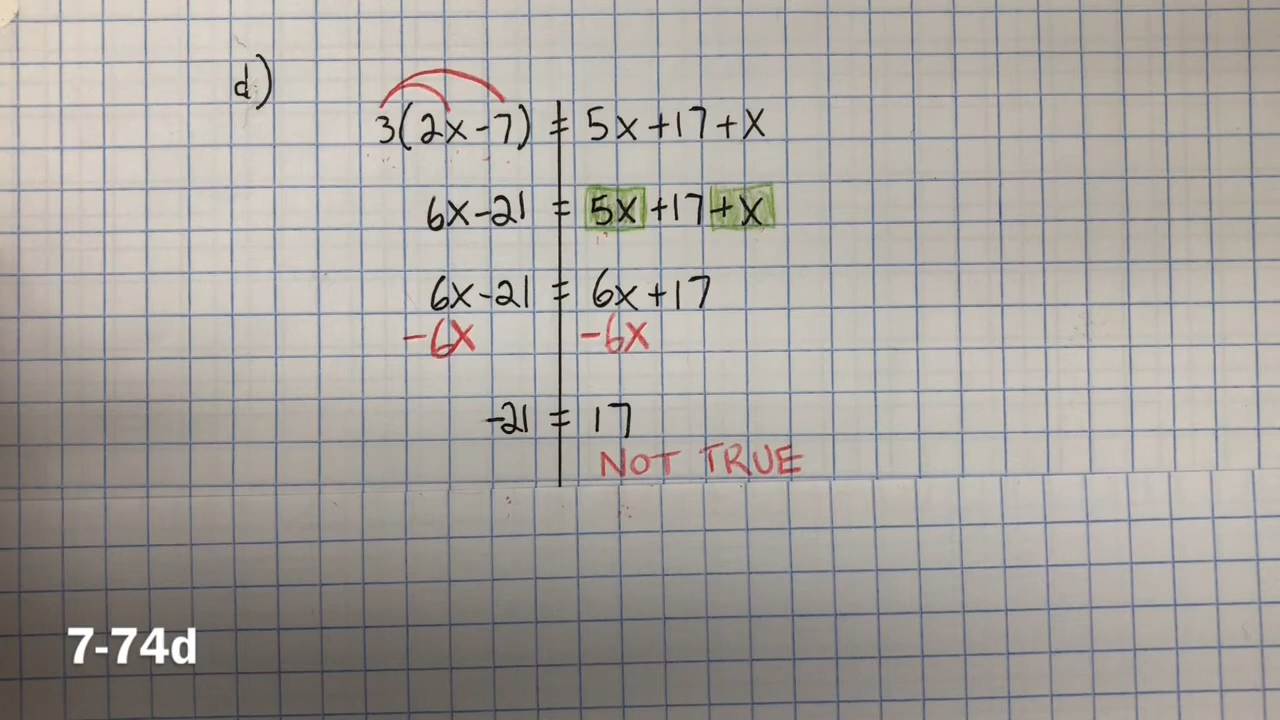 d)
3(2x-7) = 5x+17+x
6x-21 = 5x+17+x
6x-21 = 6x+17
-6x -6x
-21 = 17
NOT TRUE
7-74d